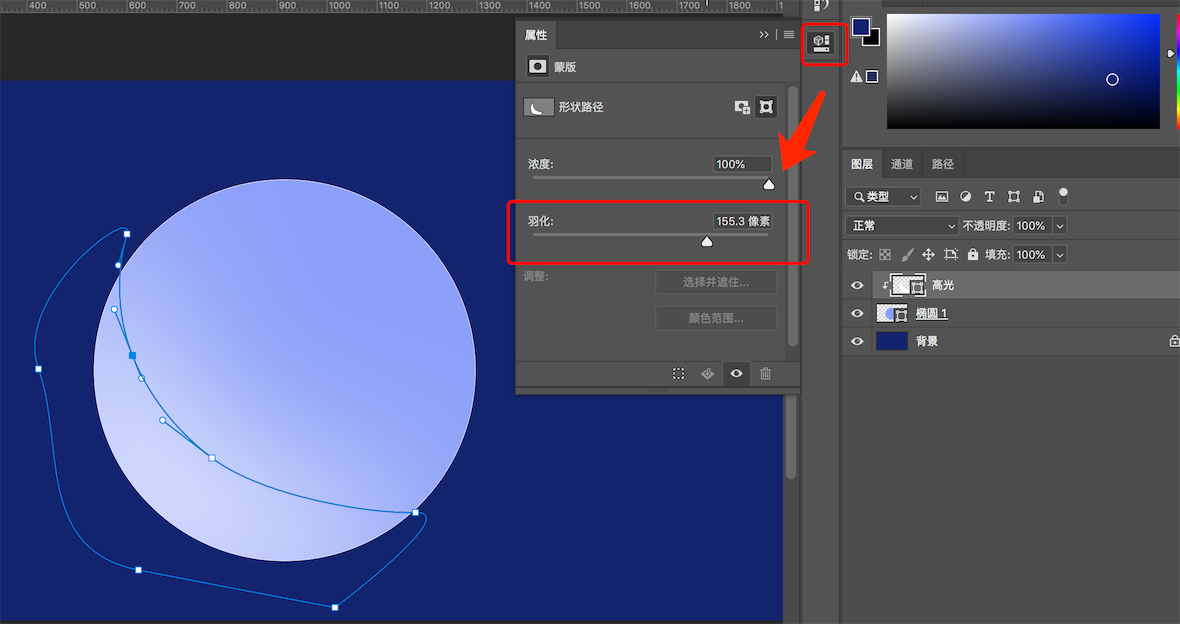 400 500 600 700 800 900 1000 1100 1200 1300 1400 1500 1600 1700 1800 1
属性
蒙版
形状路径
浓度:
100%
羽化:
155.3 像素
调整:
选择并遮住...
颜色范围...
图层 通道 路径
类型
正常
不透明度: 100%
锁定:
填充: 100%
高光
椭圆 1
背景